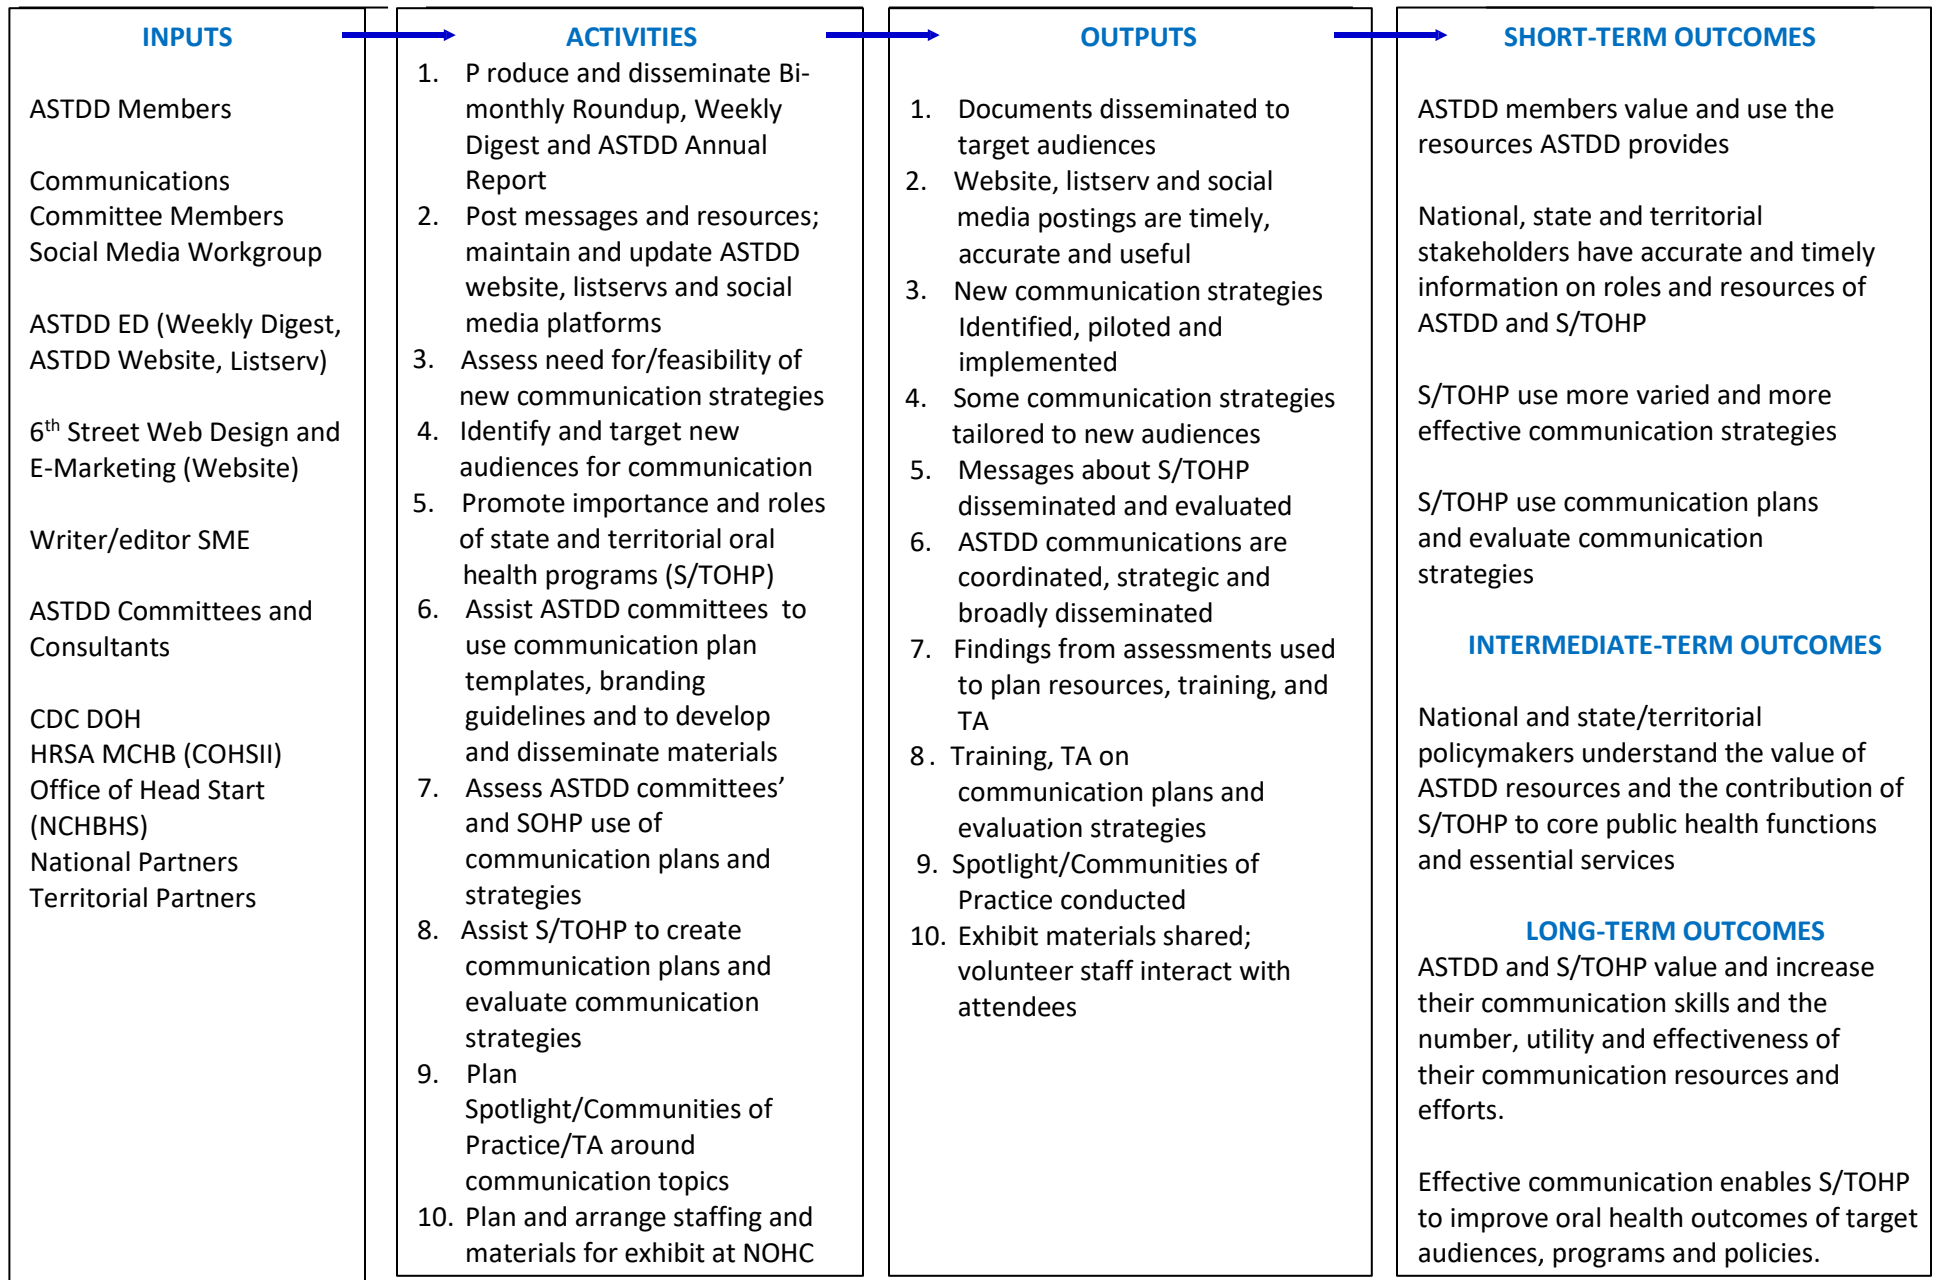 INPUTS
ASTDD Members
Communications
Committee Members
Social Media Workgroup
ASTDD ED (Weekly Digest,
ASTDD Website, Listserv)
6th Street Web Design and
E-Marketing (Website)
Writer/editor SME
ASTDD Committees and
Consultants
CDC DOH
HRSA MCHB (COHSII)
Office of Head Start
(NCHBHS)
National Partners
Territorial Partners
ACTIVITIES
1. P roduce and disseminate Bi-
monthly Roundup, Weekly
Digest and ASTDD Annual
Report
2. Post messages and resources;
maintain and update ASTDD
website, listservs and social
media platforms
3. Assess need for/feasibility of
new communication strategies
4. Identify and target new
audiences for communication
5. Promote importance and roles
of state and territorial oral
health programs (S/TOHP)
6. Assist ASTDD committees to
use communication plan
templates, branding
guidelines and to develop
and disseminate materials
7. Assess ASTDD committees’
and SOHP use of
communication plans and
strategies
8. Assist S/TOHP to create
communication plans and
evaluate communication
strategies
9. Plan
Spotlight/Communities of
Practice/TA around
communication topics
10. Plan and arrange staffing and
materials for exhibit at NOHC
OUTPUTS
1. Documents disseminated to
target audiences
2. Website, listserv and social
media postings are timely,
accurate and useful
3. New communication strategies
Identified, piloted and
implemented
4. Some communication strategies
tailored to new audiences
5. Messages about S/TOHP
disseminated and evaluated
6. ASTDD communications are
coordinated, strategic and
broadly disseminated
7. Findings from assessments used
to plan resources, training, and
TA
8 . Training, TA on
communication plans and
evaluation strategies
9. Spotlight/Communities of
Practice conducted
10. Exhibit materials shared;
volunteer staff interact with
attendees
SHORT-TERM OUTCOMES
ASTDD members value and use the
resources ASTDD provides
National, state and territorial
stakeholders have accurate and timely
information on roles and resources of
ASTDD and S/TOHP
S/TOHP use more varied and more
effective communication strategies
S/TOHP use communication plans
and evaluate communication
strategies
INTERMEDIATE-TERM OUTCOMES
National and state/territorial
policymakers understand the value of
ASTDD resources and the contribution of
S/TOHP to core public health functions
and essential services
LONG-TERM OUTCOMES
ASTDD and S/TOHP value and increase
their communication skills and the
number, utility and effectiveness of
their communication resources and
efforts.
Effective communication enables S/TOHP
to improve oral health outcomes of target
audiences, programs and policies.